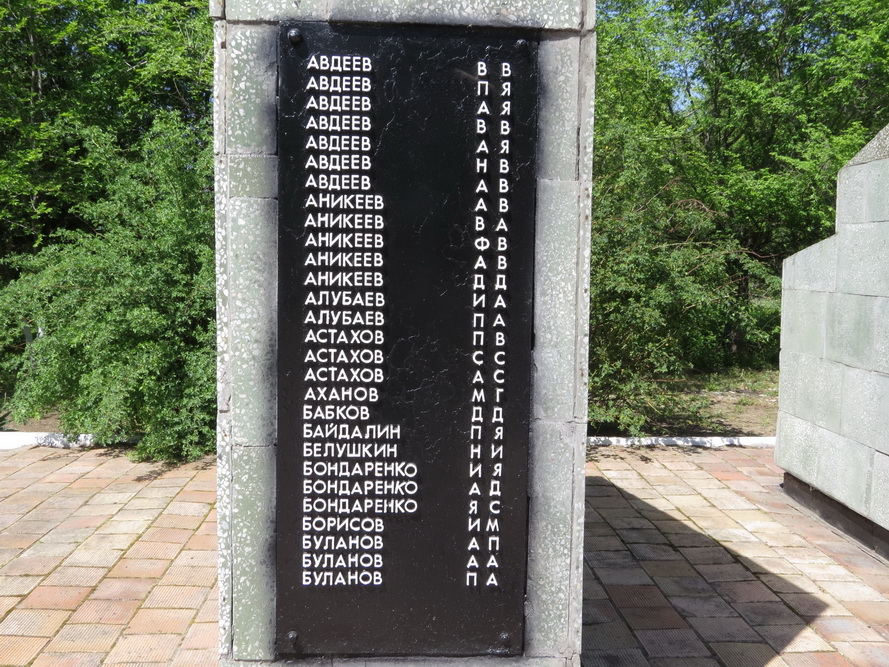 АВДЕЕВ В В
АВДЕЕВ П Я
АВДЕЕВ А Я
АВДЕЕВ В В
АВДЕЕВ А Я
АВДЕЕВ Н В
АВДЕЕВ А В
АНИКЕЕВ А В
АНИКЕЕВ В А
АНИКЕЕВ Ф В
АНИКЕЕВ А В
АНИКЕЕВ Д Д
АЛУБАЕВ И А
АЛУБАЕВ П А
АСТАХОВ П В
АСТАХОВ С С
АСТАХОВ А С
АХАНОВ М Г
БАБКОВ Д Д
БАЙДАЛИН П Я
БЕЛУШКИН Н И
БОНДАРЕНКО И Я
БОНДАРЕНКО А Д
БОНДАРЕНКО Я С
БОРИСОВ И М
БУЛАНОВ А П
БУЛАНОВ А А
БУЛАНОВ П А